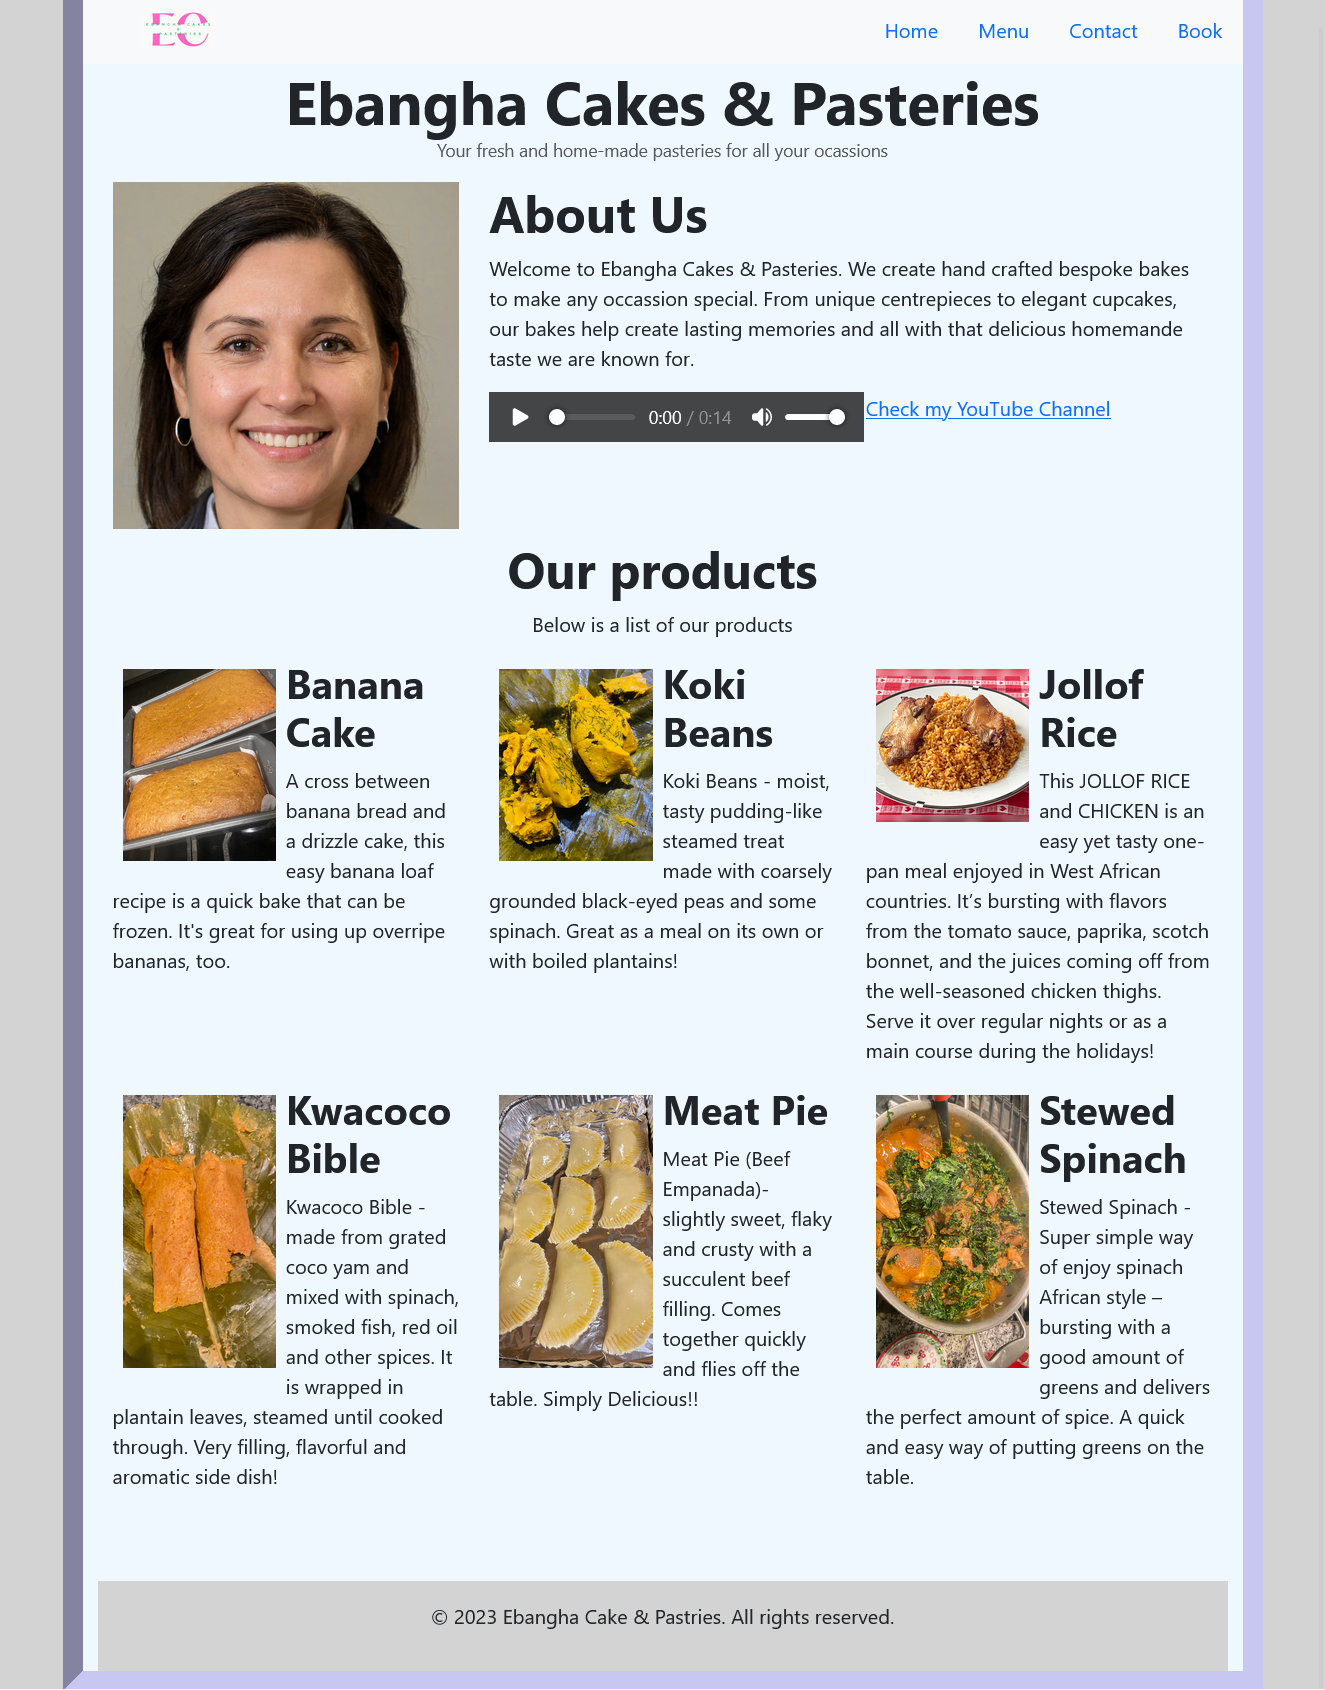 EC
EBANGHA CAKES
Home Menu Contact Book
Ebangha Cakes & Pasteries
Your fresh and home-made pasteries for all your ocassions
About Us
Welcome to Ebangha Cakes & Pasteries. We create hand crafted bespoke bakes
to make any occassion special. From unique centrepieces to elegant cupcakes,
our bakes help create lasting memories and all with that delicious homemande
taste we are known for.
0:00 / 0:14
Check my YouTube Channel
Our products
Below is a list of our products
Banana
Cake
A cross between
banana bread and
a drizzle cake, this
easy banana loaf
recipe is a quick bake that can be
frozen. It's great for using up overripe
bananas, too.
Koki
Beans
Koki Beans - moist,
tasty pudding-like
steamed treat
made with coarsely
grounded black-eyed peas and some
spinach. Great as a meal on its own or
with boiled plantains!
Jollof
Rice
This JOLLOF RICE
and CHICKEN is an
easy yet tasty one-
pan meal enjoyed in West African
countries. It’s bursting with flavors
from the tomato sauce, paprika, scotch
bonnet, and the juices coming off from
the well-seasoned chicken thighs.
Serve it over regular nights or as a
main course during the holidays!
Kwacoco
Bible
Kwacoco Bible -
made from grated
coco yam and
mixed with spinach,
smoked fish, red oil
and other spices. It
is wrapped in
plantain leaves, steamed until cooked
through. Very filling, flavorful and
aromatic side dish!
Meat Pie
Meat Pie (Beef
Empanada)-
slightly sweet, flaky
and crusty with a
succulent beef
filling. Comes
together quickly
and flies off the
table. Simply Delicious!!
Stewed
Spinach
Stewed Spinach -
Super simple way
of enjoy spinach
African style –
bursting with a
good amount of
greens and delivers
the perfect amount of spice. A quick
and easy way of putting greens on the
table.
© 2023 Ebangha Cake & Pastries. All rights reserved.